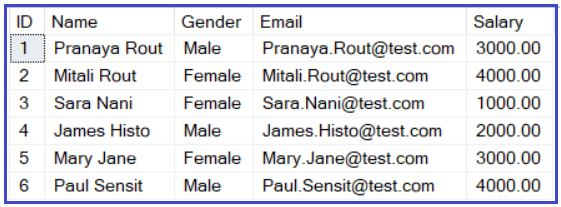 ID Name Gender Email Salary
1 Pranaya Rout Male Pranaya.Rout@test.com 3000.00
2 Mitali Rout Female Mitali.Rout@test.com 4000.00
3 Sara Nani Female Sara.Nani@test.com 1000.00
4 James Histo Male James.Histo@test.com 2000.00
5 Mary Jane Female Mary.Jane@test.com 3000.00
6 Paul Sensit Male Paul.Sensit@test.com 4000.00